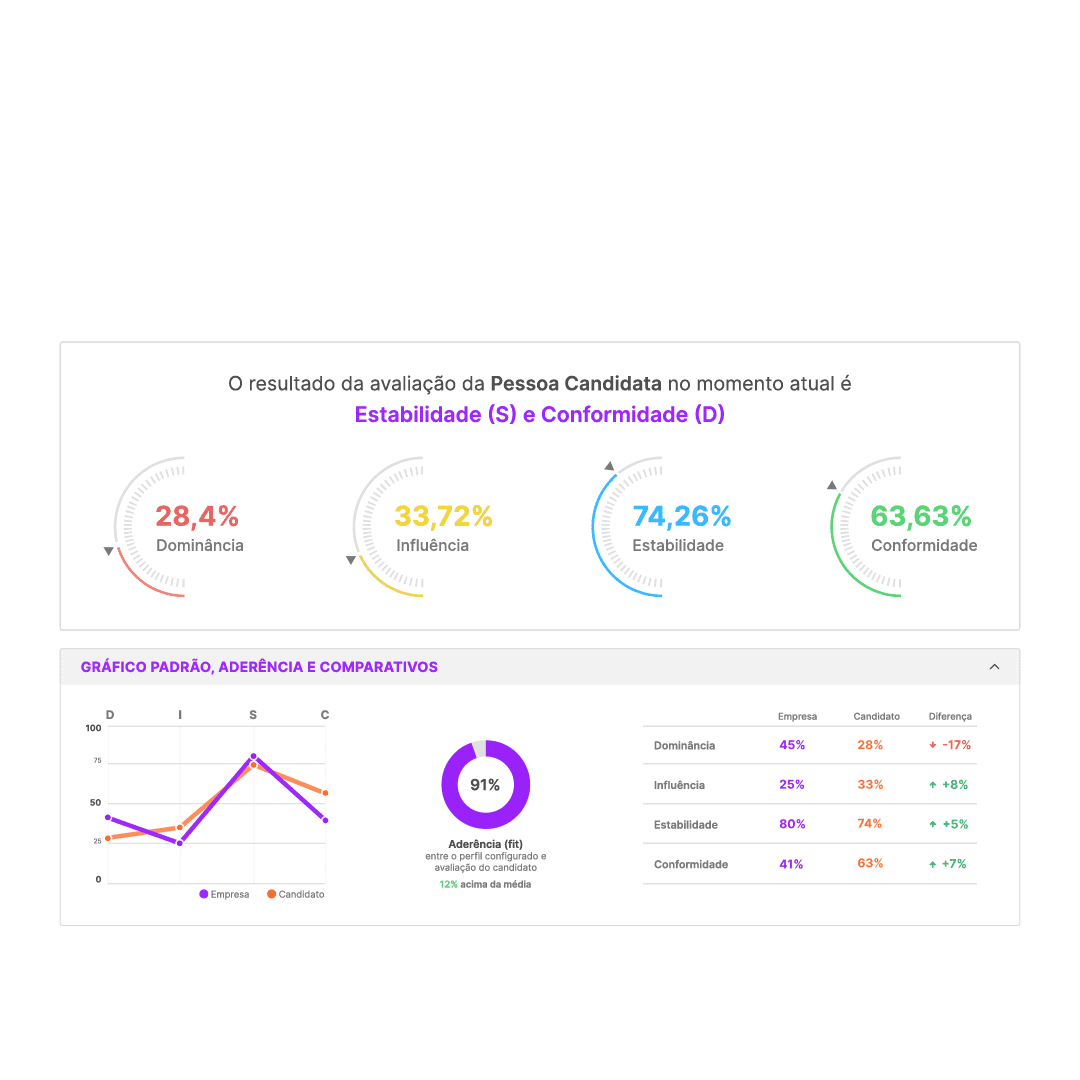 O resultado da avaliação da Pessoa Candidata no momento atual é
Estabilidade (S) e Conformidade (D)
28,4%
Dominância
33,72%
Influência
74,26%
Estabilidade
63,63%
Conformidade
GRÁFICO PADRÃO, ADERÊNCIA E COMPARATIVOS
D I S C
100
75
50
25
0
Empresa Candidato
91%
Aderência (fit)
entre o perfil configurado e
avaliação do candidato
12% acima da média
Empresa Candidato Diferença
Dominância 45% 28% -17%
Influência 25% 33% +8%
Estabilidade 80% 74% +5%
Conformidade 41% 63% +7%